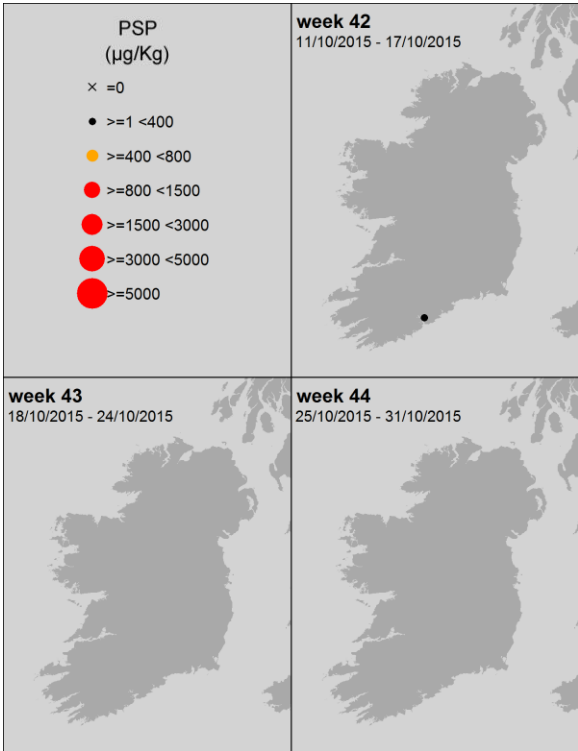 PSP
(µg/Kg)
× =0
>=1 <400
>=400 <800
>=800 <1500
>=1500 <3000
>=3000 <5000
>=5000
week 42
11/10/2015 - 17/10/2015
week 43
18/10/2015 - 24/10/2015
week 44
25/10/2015 - 31/10/2015